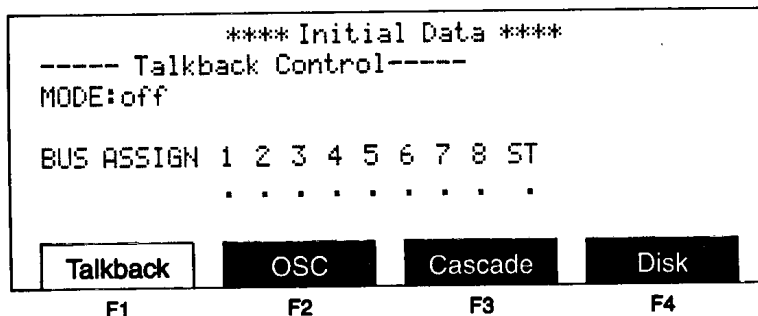 **** Initial Data ****
----- Talkback Control-----
MODE:off
BUS ASSIGN 1 2 3 4 5 6 7 8 ST
. . . . . . . . .
Talkback OSC Cascade Disk
F1 F2 F3 F4